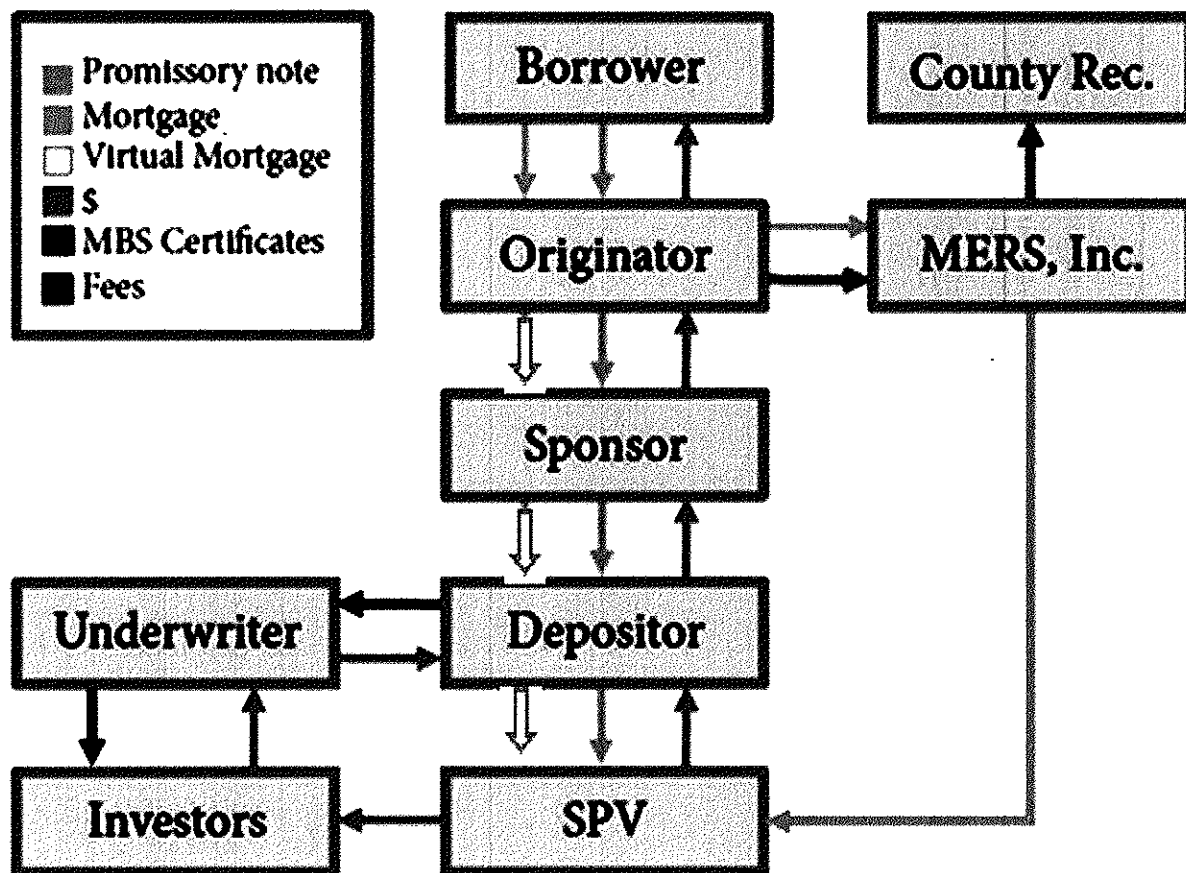 Promissory note
Mortgage
Virtual Mortgage
$
MBS Certificates
Fees
Borrower
County Rec.
Originator
MERS, Inc.
Sponsor
Underwriter
Depositor
Investors
SPV